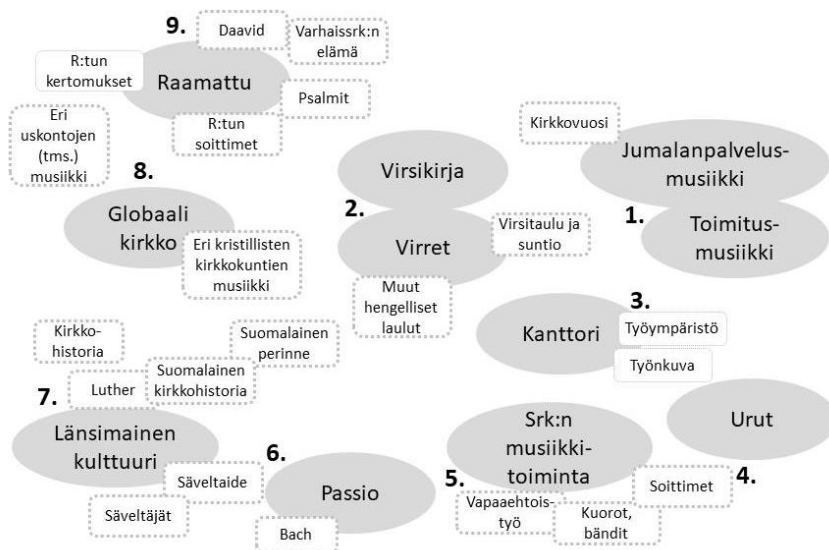 9.
Daavid
Varhaissrk:n
elämä
R:tun
kertomukset
Raamattu
Psalmit
R:tun
soittimet
Eri
uskontojen
(tms.)
musiikki
8.
Globaali
kirkko
Eri kristillisten
kirkkokuntien
musiikki
Virsikirja
2.
Virret
Virsitaulu ja
suntio
Muut
hengelliset
laulut
Kirkkovuosi
Jumalanpalvelus-
musiikki
1.
Toimitus-
musiikki
3.
Kanttori
Työympäristö
Työnkuva
Kirkko-
historia
Suomalainen
perinne
Luther
Suomalainen
kirkkohistoria
7.
Länsimainen
kulttuuri
Säveltaide
Säveltäjät
6.
Passio
Bach
Srk:n
musiikki-
toiminta
5.
Vapaaehtois-
työ
Kuorot,
bändit
Soittimet
Urut
4.